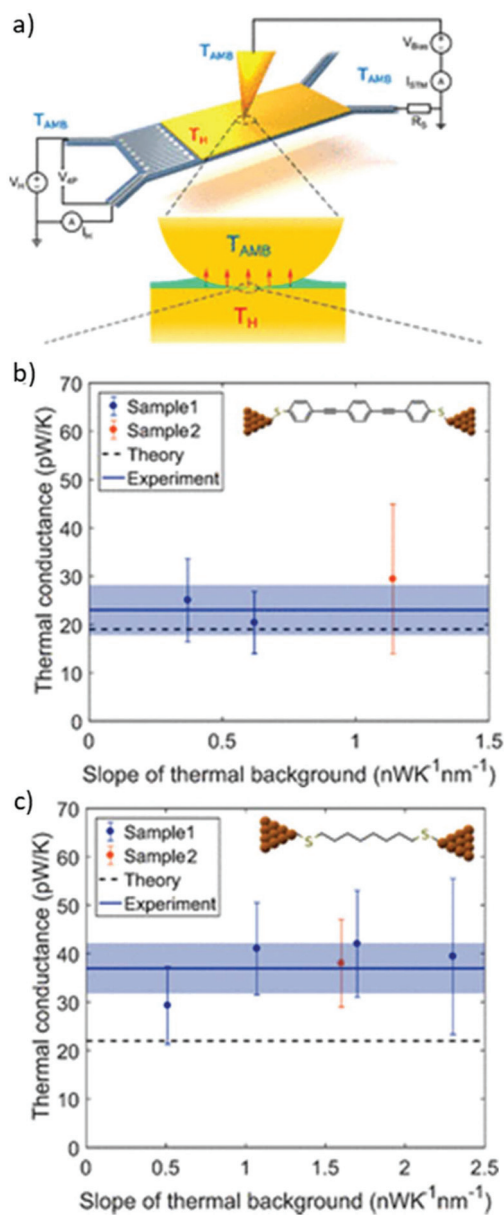 a)
T_AMB
V_Bias
I_STM
A
T_AMB
R_S
T_AMB
T_H
V_H
V_4P
A
I_H
T_AMB
T_H
b)
70
60
50
40
30
20
10
0
Thermal conductance (pW/K)
Sample1
Sample2
Theory
Experiment
S
S
0 0.5 1 1.5
Slope of thermal background (nWK⁻¹nm⁻¹)
c)
70
60
50
40
30
20
10
0
Thermal conductance (pW/K)
Sample1
Sample2
Theory
Experiment
S
S
0 0.5 1 1.5 2 2.5
Slope of thermal background (nWK⁻¹nm⁻¹)